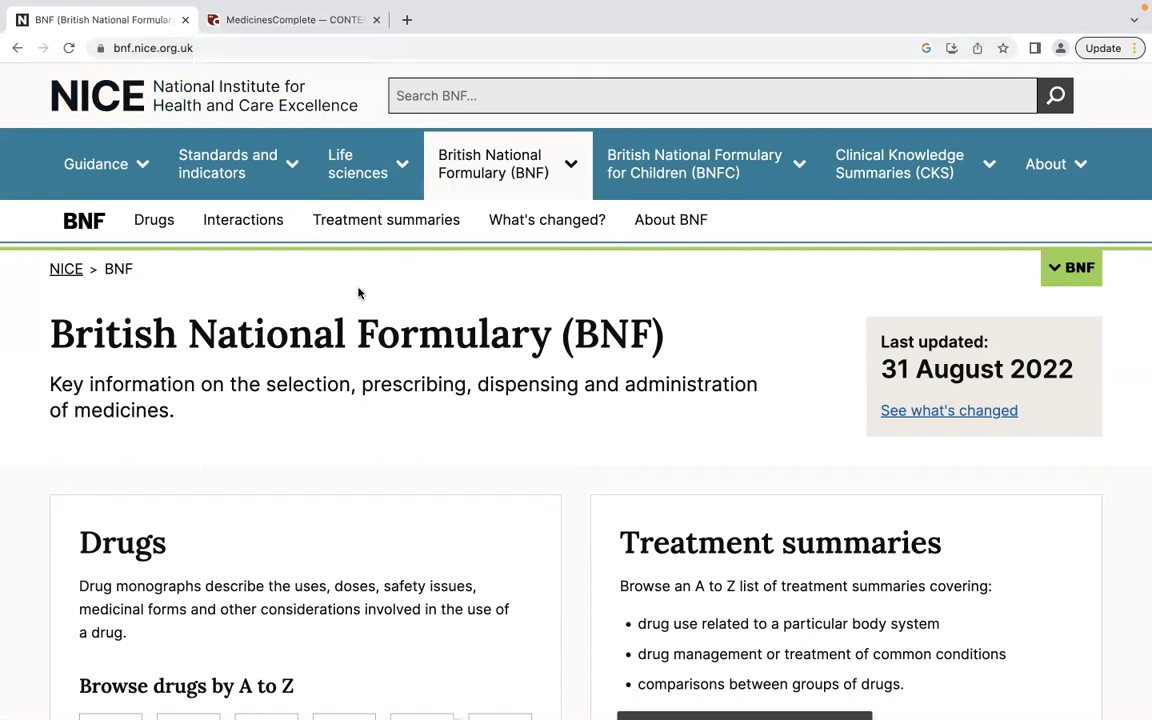 BNF (British National Formular
MedicinesComplete — CONTE
bnf.nice.org.uk
Update
NICE National Institute for Health and Care Excellence
Search BNF...
Guidance
Standards and indicators
Life sciences
British National Formulary (BNF)
British National Formulary for Children (BNFC)
Clinical Knowledge Summaries (CKS)
About
BNF Drugs Interactions Treatment summaries What's changed? About BNF
NICE > BNF
BNF
British National Formulary (BNF)
Key information on the selection, prescribing, dispensing and administration
of medicines.
Last updated:
31 August 2022
See what's changed
Drugs
Drug monographs describe the uses, doses, safety issues,
medicinal forms and other considerations involved in the use of
a drug.
Browse drugs by A to Z
Treatment summaries
Browse an A to Z list of treatment summaries covering:
• drug use related to a particular body system
• drug management or treatment of common conditions
• comparisons between groups of drugs.